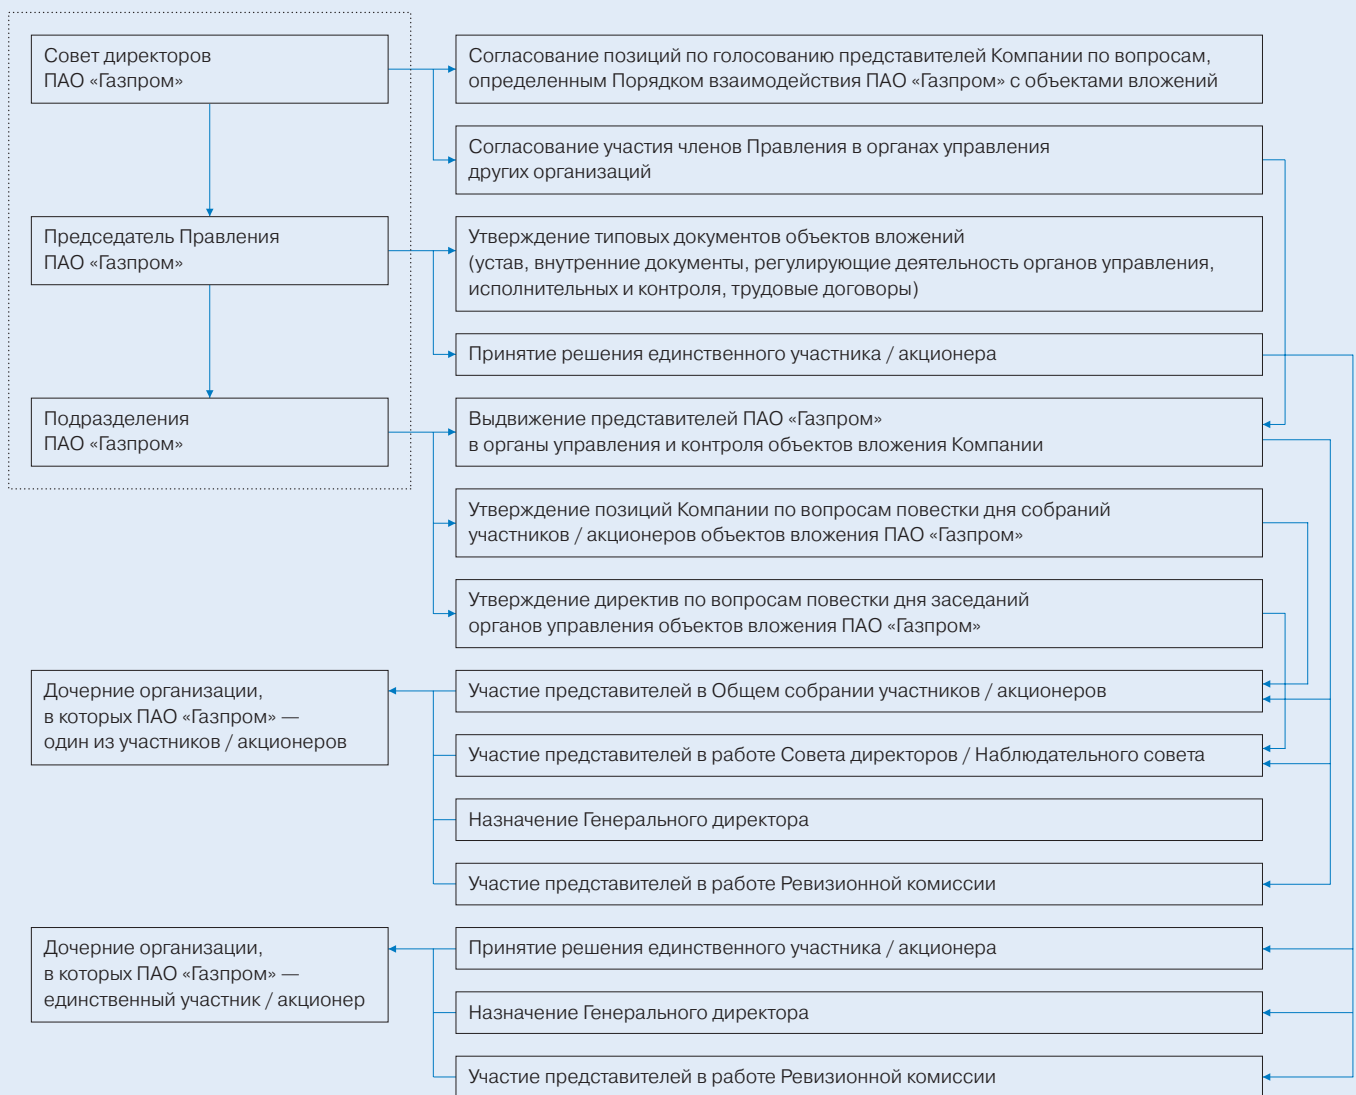 Совет директоров
ПАО «Газпром»
Согласование позиций по голосованию представителей Компании по вопросам,
определенным Порядком взаимодействия ПАО «Газпром» с объектами вложений
Согласование участия членов Правления в органах управления
других организаций
Председатель Правления
ПАО «Газпром»
Утверждение типовых документов объектов вложений
(устав, внутренние документы, регулирующие деятельность органов управления,
исполнительных и контроля, трудовые договоры)
Принятие решения единственного участника / акционера
Подразделения
ПАО «Газпром»
Выдвижение представителей ПАО «Газпром»
в органы управления и контроля объектов вложения Компании
Утверждение позиций Компании по вопросам повестки дня собраний
участников / акционеров объектов вложения ПАО «Газпром»
Утверждение директив по вопросам повестки дня заседаний
органов управления объектов вложения ПАО «Газпром»
Дочерние организации,
в которых ПАО «Газпром» —
один из участников / акционеров
Участие представителей в Общем собрании участников / акционеров
Участие представителей в работе Совета директоров / Наблюдательного совета
Назначение Генерального директора
Участие представителей в работе Ревизионной комиссии
Дочерние организации,
в которых ПАО «Газпром» —
единственный участник / акционер
Принятие решения единственного участника / акционера
Назначение Генерального директора
Участие представителей в работе Ревизионной комиссии